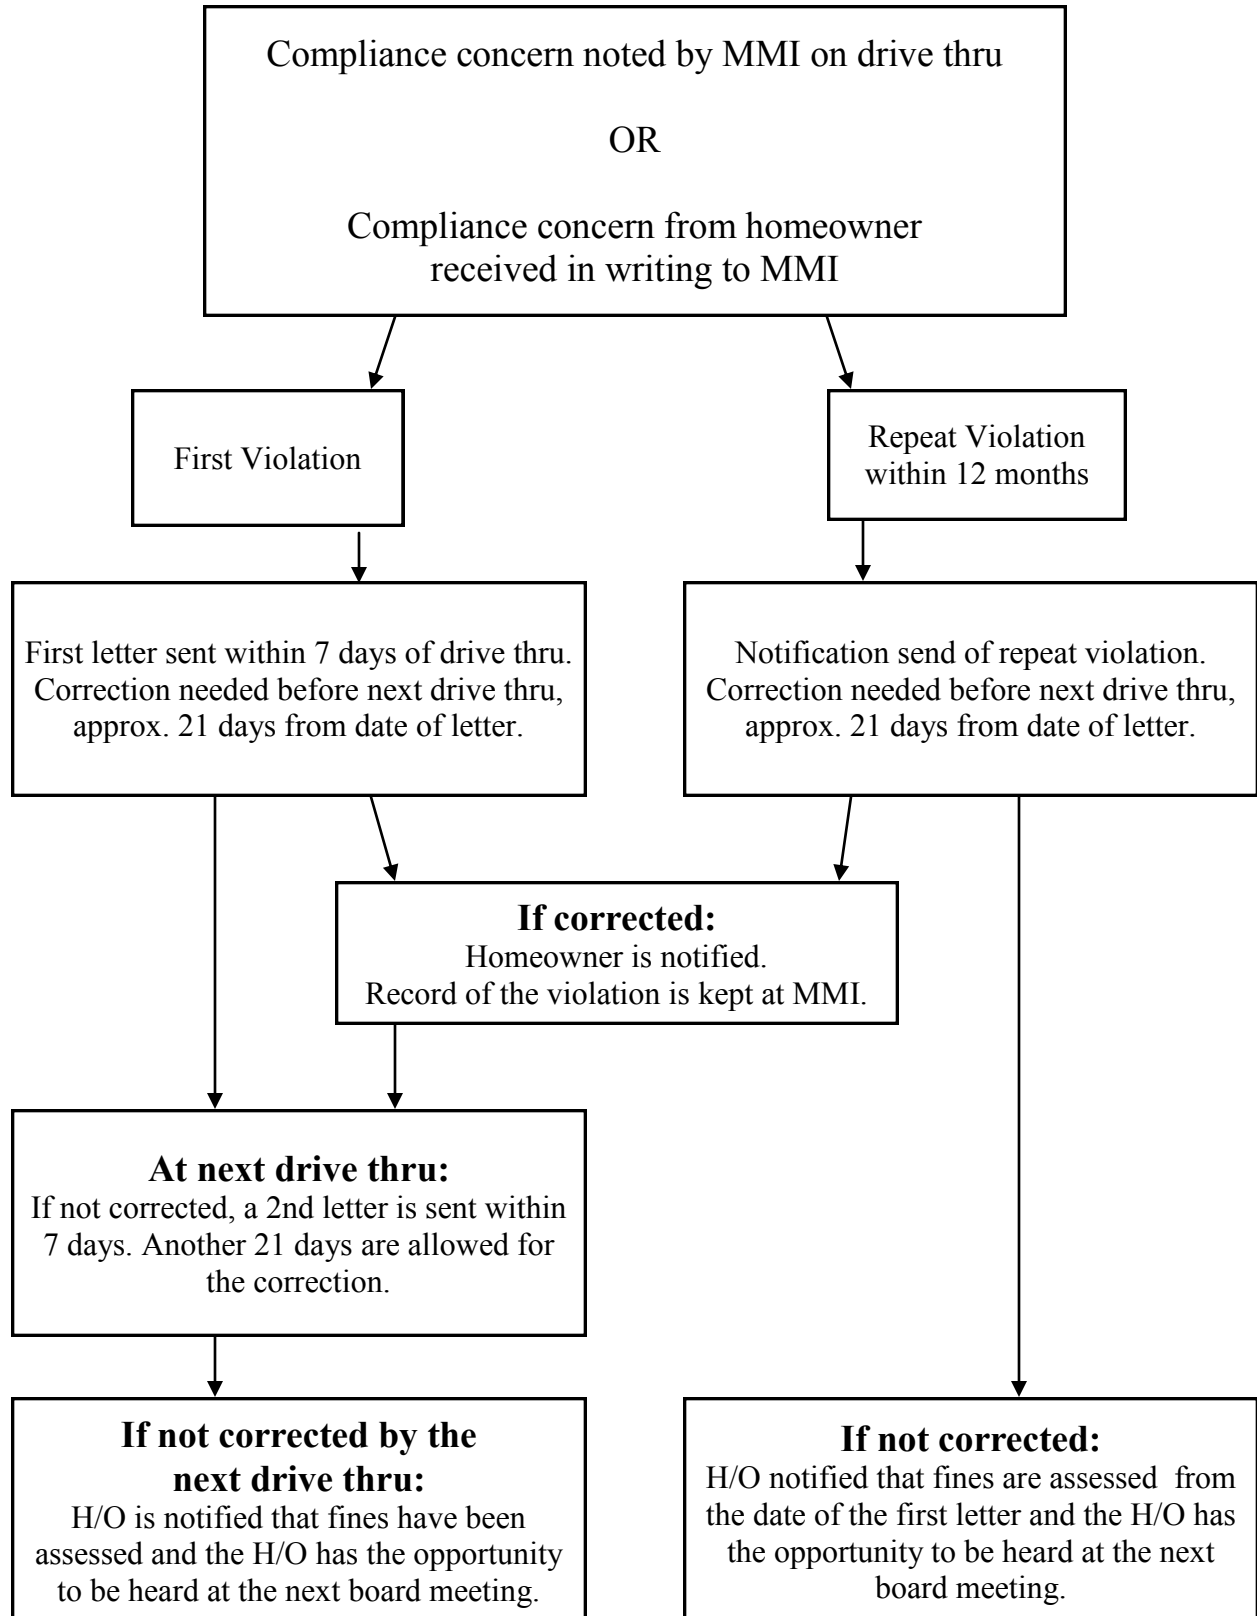 Compliance concern noted by MMI on drive thru
OR
Compliance concern from homeowner
received in writing to MMI
First Violation
Repeat Violation
within 12 months
First letter sent within 7 days of drive thru.
Correction needed before next drive thru,
approx. 21 days from date of letter.
Notification send of repeat violation.
Correction needed before next drive thru,
approx. 21 days from date of letter.
If corrected:
Homeowner is notified.
Record of the violation is kept at MMI.
At next drive thru:
If not corrected, a 2nd letter is sent within
7 days. Another 21 days are allowed for
the correction.
If not corrected by the
next drive thru:
H/O is notified that fines have been
assessed and the H/O has the opportunity
to be heard at the next board meeting.
If not corrected:
H/O notified that fines are assessed  from
the date of the first letter and the H/O has
the opportunity to be heard at the next
board meeting.